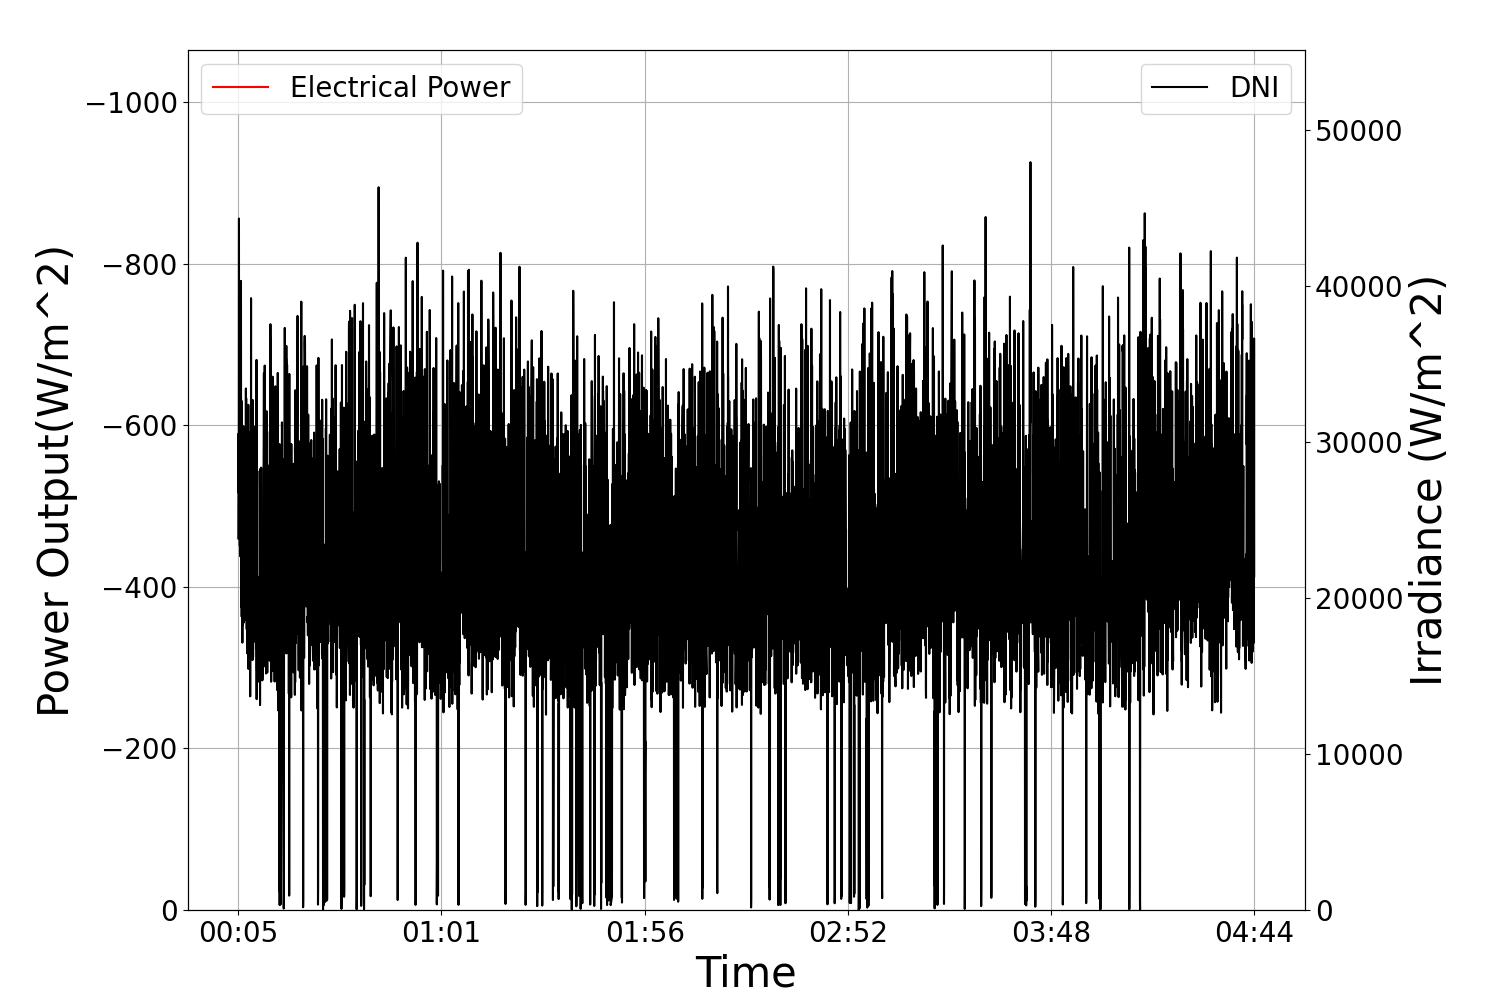 Electrical Power
DNI
Power Output(W/m^2)
−1000
−800
−600
−400
−200
0
50000
40000
30000
20000
10000
0
Irradiance (W/m^2)
00:05 01:01 01:56 02:52 03:48 04:44
Time